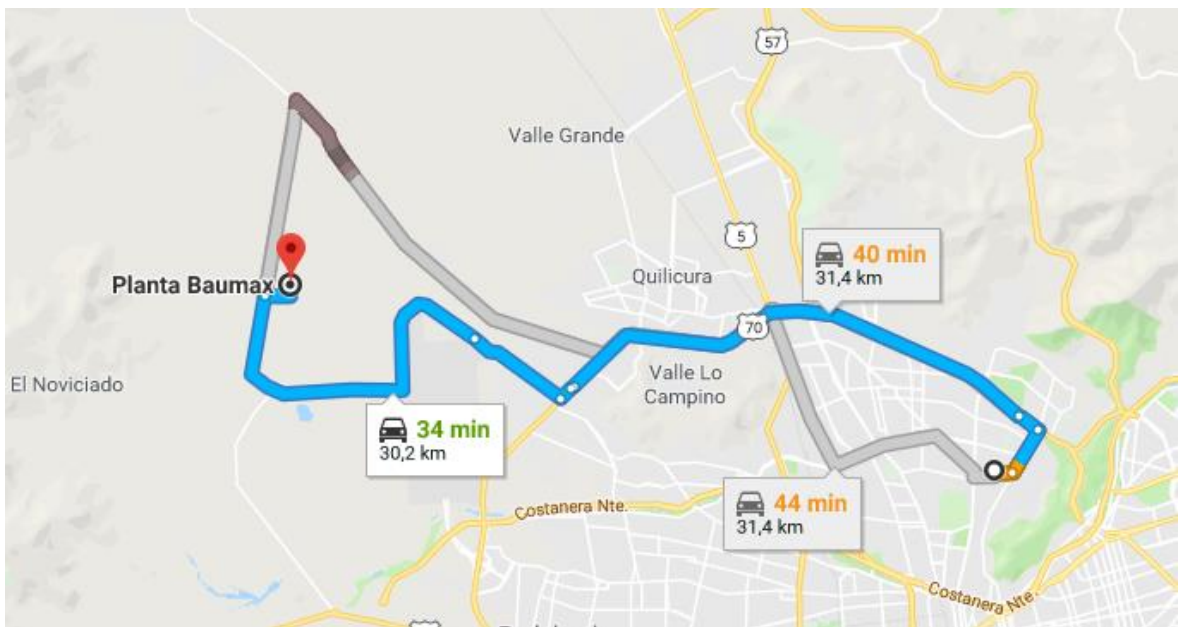 57
Valle Grande
5
40 min
31,4 km
Quilicura
Planta Baumax
70
El Noviciado
Valle Lo
Campino
34 min
30,2 km
44 min
31,4 km
Costanera Nte.
Costanera Nte.